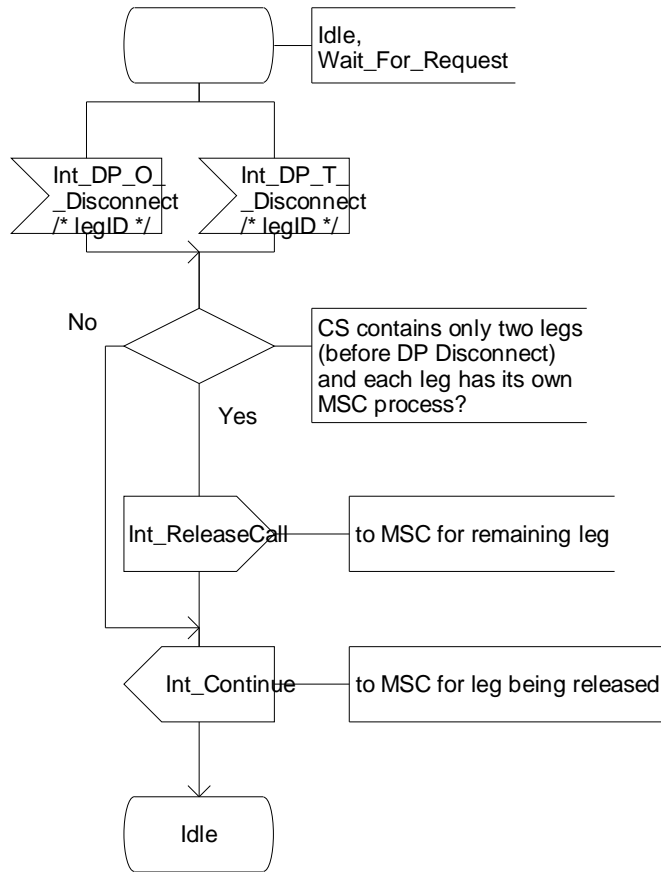 Idle,
Wait_For_Request
Int_DP_O_
_Disconnect
/* legID */
Int_DP_T_
_Disconnect
/* legID */
No
CS contains only two legs
(before DP Disconnect)
and each leg has its own
MSC process?
Yes
Int_ReleaseCall
to MSC for remaining leg
Int_Continue
to MSC for leg being released
Idle